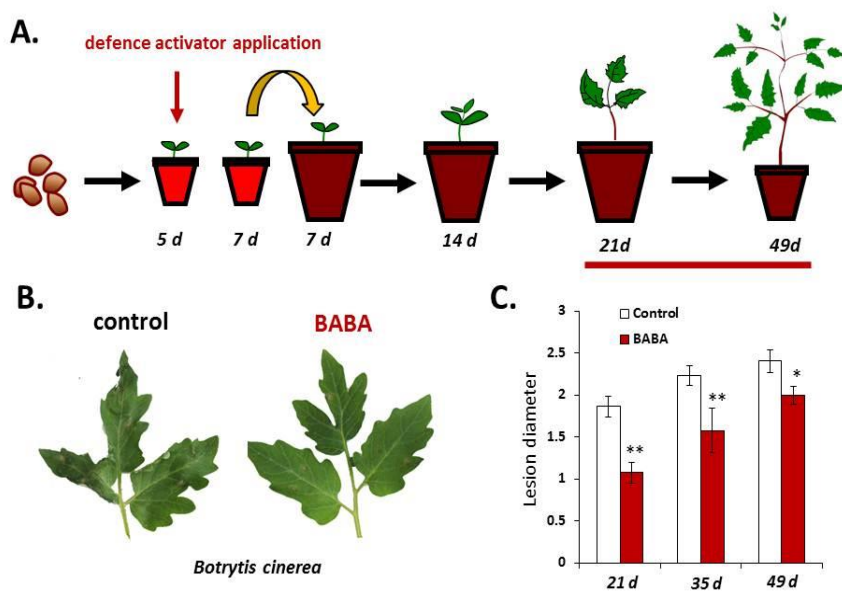 A.
defence activator application
5 d
7 d
7 d
14 d
21d
49d
B.
control
BABA
Botrytis cinerea
C.
Control
BABA
Lesion diameter
3
2.5
2
1.5
1
0.5
0
**
**
*
21 d
35 d
49 d